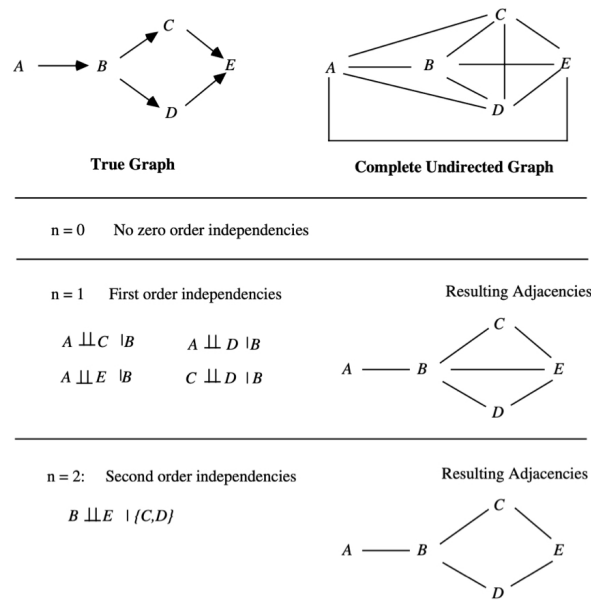 C
A B E
D
True Graph
C
A B E
D
Complete Undirected Graph
n = 0 No zero order independencies
n = 1 First order independencies
Resulting Adjacencies
A ⫫ C | B A ⫫ D | B
A ⫫ E | B C ⫫ D | B
C
A B E
D
n = 2: Second order independencies
Resulting Adjacencies
B ⫫ E | {C,D}
C
A B E
D